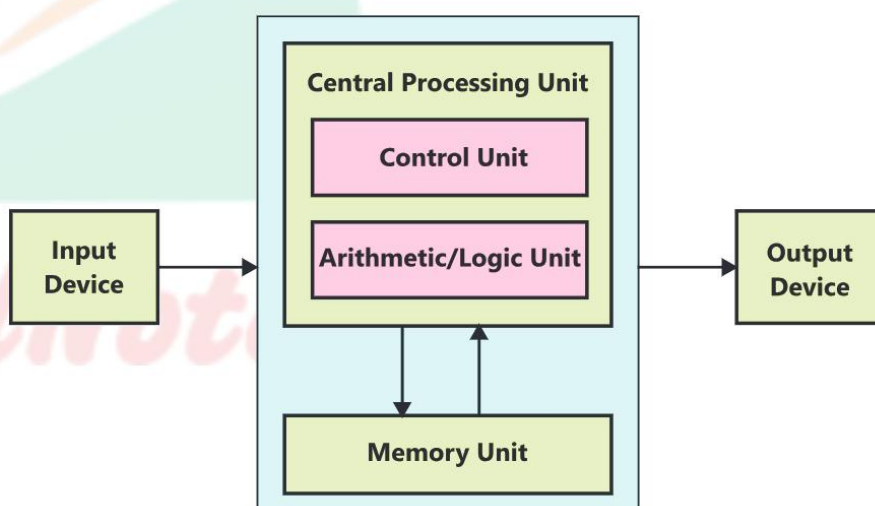 Central Processing Unit
Control Unit
Arithmetic/Logic Unit
Input
Device
Output
Device
Memory Unit